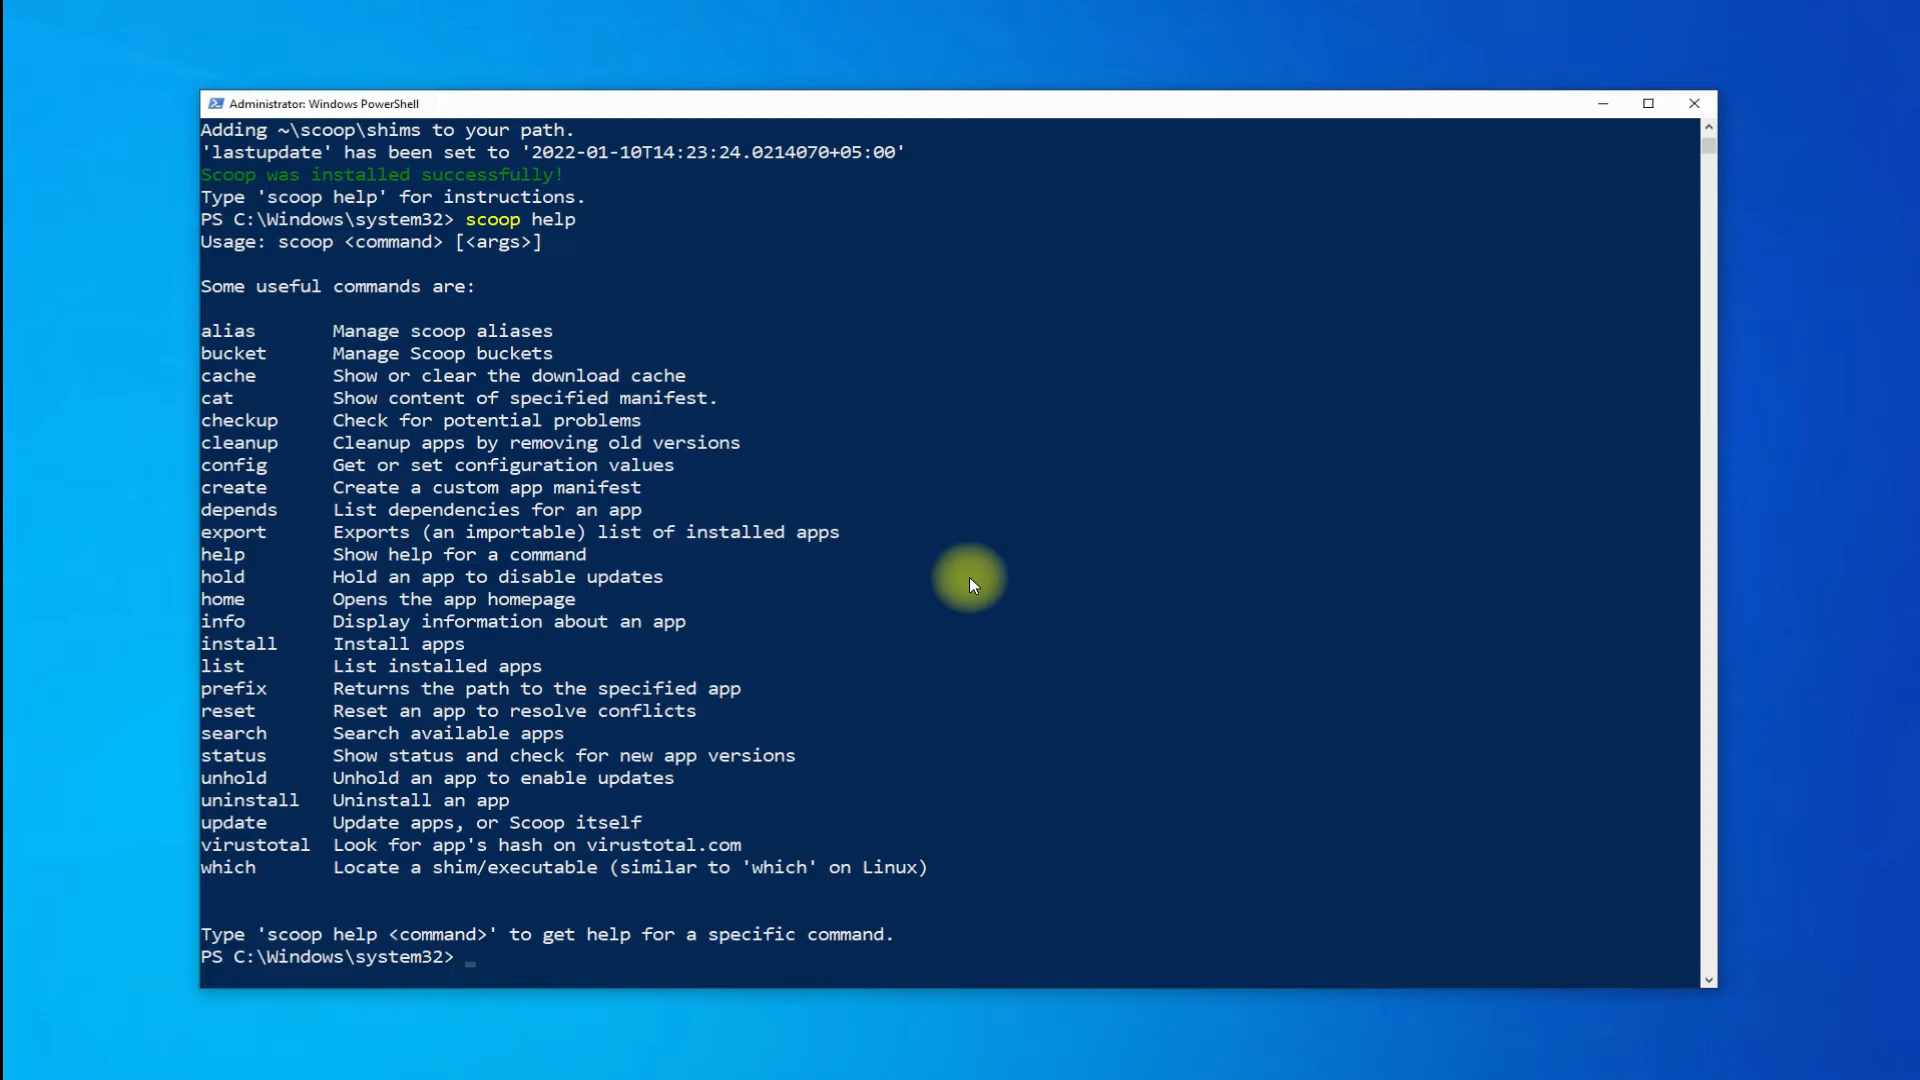 Administrator: Windows PowerShell
Adding ~\scoop\shims to your path.
'lastupdate' has been set to '2022-01-10T14:23:24.0214070+05:00'
Scoop was installed successfully!
Type 'scoop help' for instructions.
PS C:\Windows\system32> scoop help
Usage: scoop <command> [<args>]
Some useful commands are:
alias       Manage scoop aliases
bucket      Manage Scoop buckets
cache       Show or clear the download cache
cat         Show content of specified manifest.
checkup     Check for potential problems
cleanup     Cleanup apps by removing old versions
config      Get or set configuration values
create      Create a custom app manifest
depends     List dependencies for an app
export      Exports (an importable) list of installed apps
help        Show help for a command
hold        Hold an app to disable updates
home        Opens the app homepage
info        Display information about an app
install     Install apps
list        List installed apps
prefix      Returns the path to the specified app
reset       Reset an app to resolve conflicts
search      Search available apps
status      Show status and check for new app versions
unhold      Unhold an app to enable updates
uninstall   Uninstall an app
update      Update apps, or Scoop itself
virustotal  Look for app's hash on virustotal.com
which       Locate a shim/executable (similar to 'which' on Linux)
Type 'scoop help <command>' to get help for a specific command.
PS C:\Windows\system32>